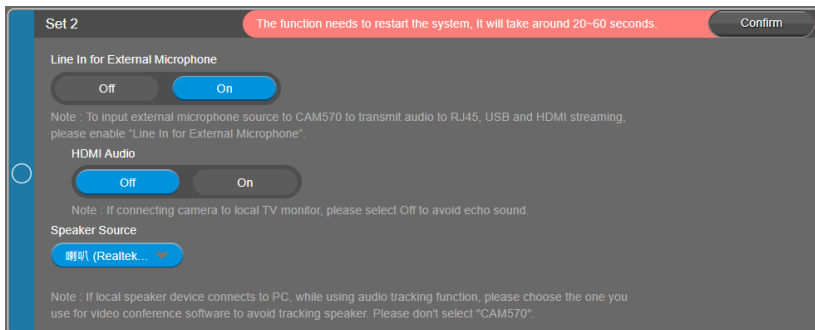 Set 2
The function needs to restart the system, It will take around 20~60 seconds.
Confirm
Line In for External Microphone
Off
On
Note : To input external microphone source to CAM570 to transmit audio to RJ45, USB and HDMI streaming,
please enable “Line In for External Microphone”.
HDMI Audio
Off
On
Note : If connecting camera to local TV monitor, please select Off to avoid echo sound.
Speaker Source
喇叭 (Realtek...
Note : If local speaker device connects to PC, while using audio tracking function, please choose the one you
use for video conference software to avoid tracking speaker. Please don't select "CAM570".